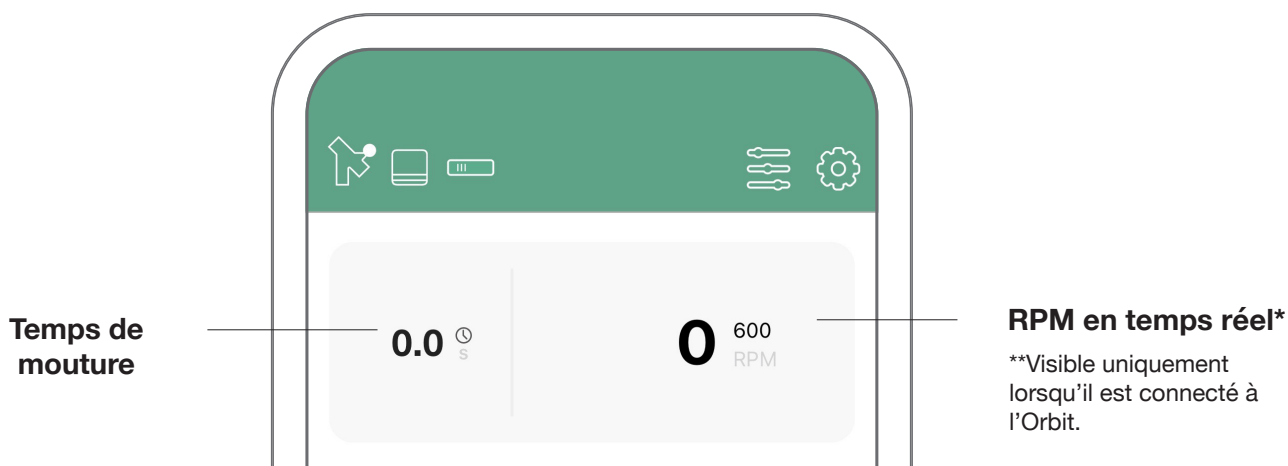 Temps de
mouture
0.0
s
0
600
RPM
RPM en temps réel*
**Visible uniquement
lorsqu’il est connecté à
l’Orbit.